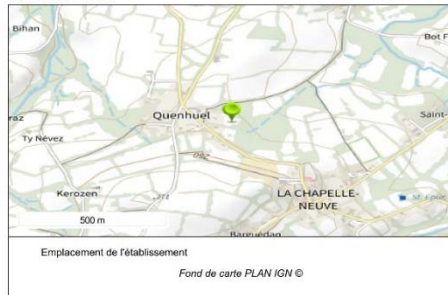 Bihan
Bot F
Quenhuel
raz
Ty Névez
Saint-
260
Kerozen
LA CHAPELLE-
NEUVE
500 m
Barguédan
Emplacement de l'établissement
Fond de carte PLAN IGN ©